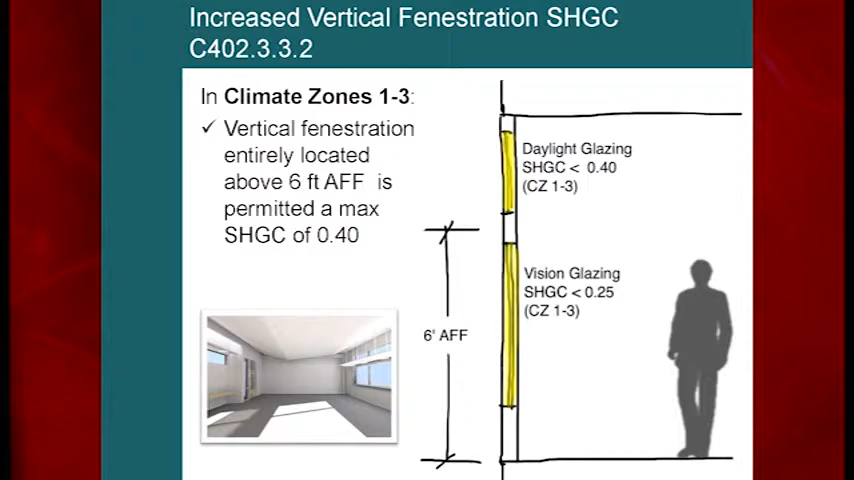 Increased Vertical Fenestration SHGC
C402.3.3.2
In Climate Zones 1-3:
✓ Vertical fenestration
entirely located
above 6 ft AFF is
permitted a max
SHGC of 0.40
Daylight Glazing
SHGC < 0.40
(CZ 1-3)
Vision Glazing
SHGC < 0.25
(CZ 1-3)
6' AFF